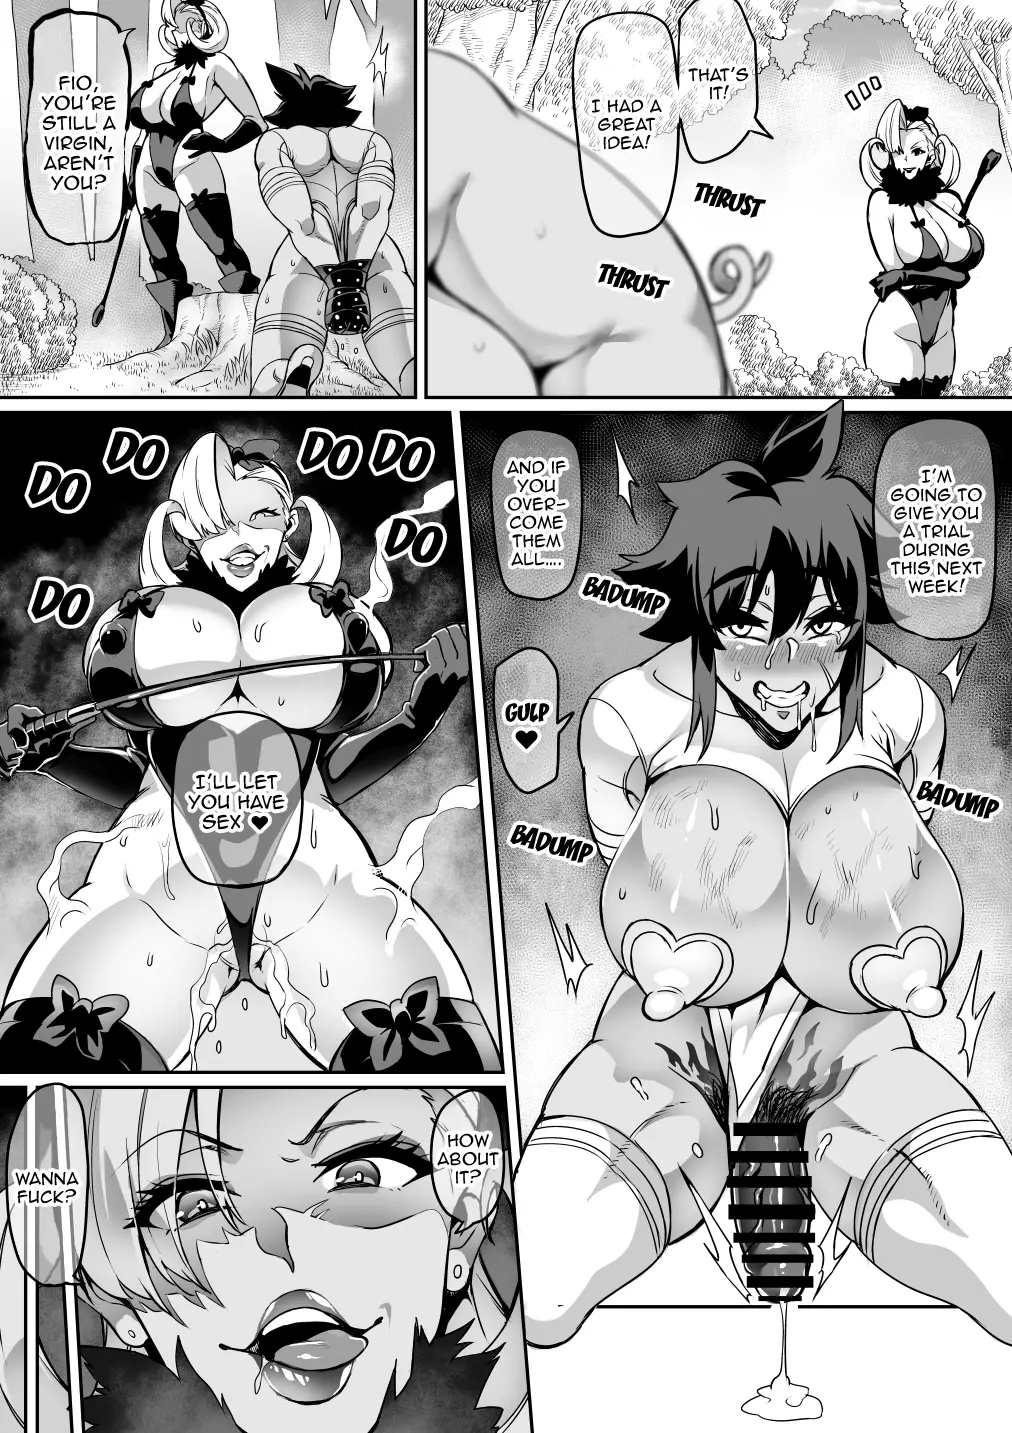 THAT'S
IT!
I HAD A
GREAT
IDEA!
THRUST
THRUST
FIO,
YOU'RE
STILL A
VIRGIN,
AREN'T
YOU?
I'M
GOING TO
GIVE YOU
A TRIAL
DURING
THIS NEXT
WEEK!
AND IF
YOU
OVER-
COME
THEM
ALL....
BADUMP
BADUMP
GULP
♥
BADUMP
BADUMP
DO
DO
DO
DO
DO
DO
I'LL LET
YOU HAVE
SEX ♥
HOW
ABOUT
IT?
WANNA
FUCK?